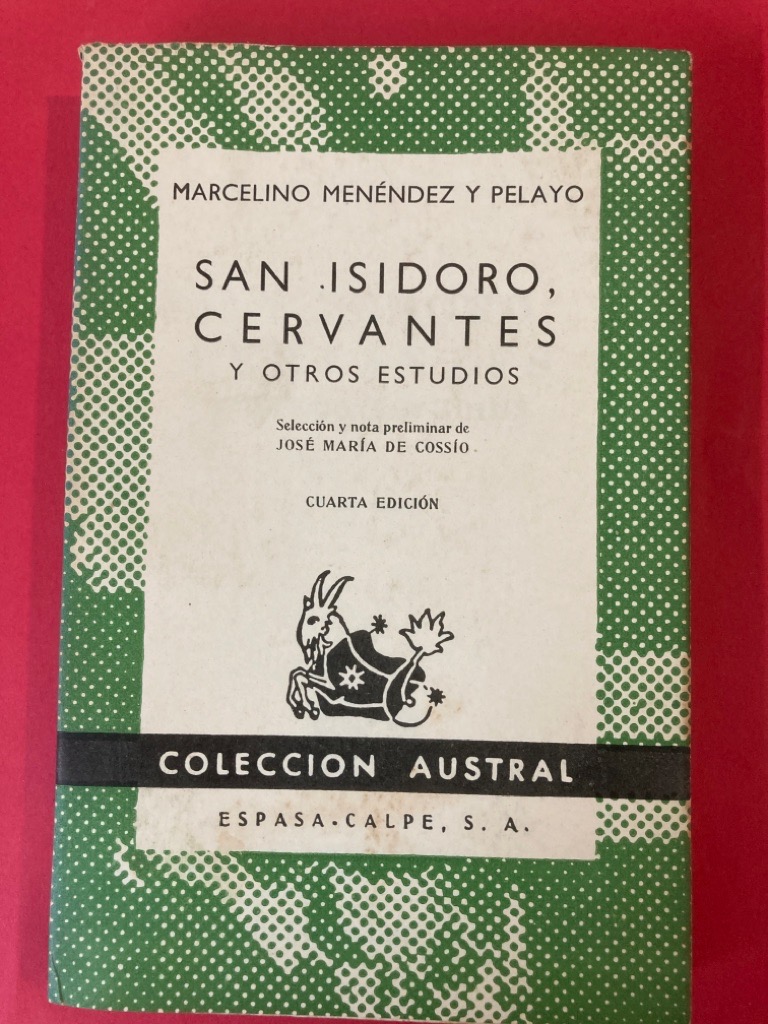 MARCELINO MENÉNDEZ Y PELAYO
SAN ISIDORO,
CERVANTES
Y OTROS ESTUDIOS
Selección y nota preliminar de
JOSÉ MARÍA DE COSSÍO
CUARTA EDICIÓN
COLECCION AUSTRAL
ESPASA-CALPE, S. A.